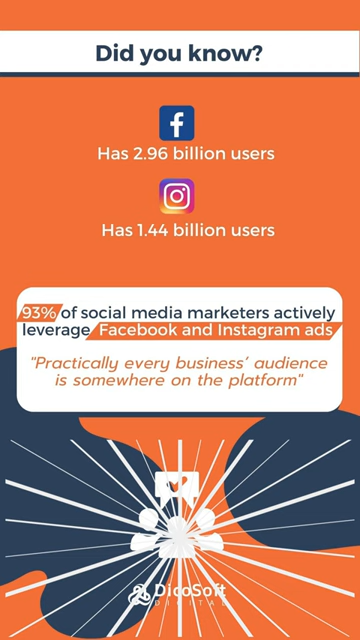 Did you know?
Has 2.96 billion users
Has 1.44 billion users
93% of social media marketers actively
leverage Facebook and Instagram ads
"Practically every business' audience
is somewhere on the platform"
DicoSoft
DIGITAL